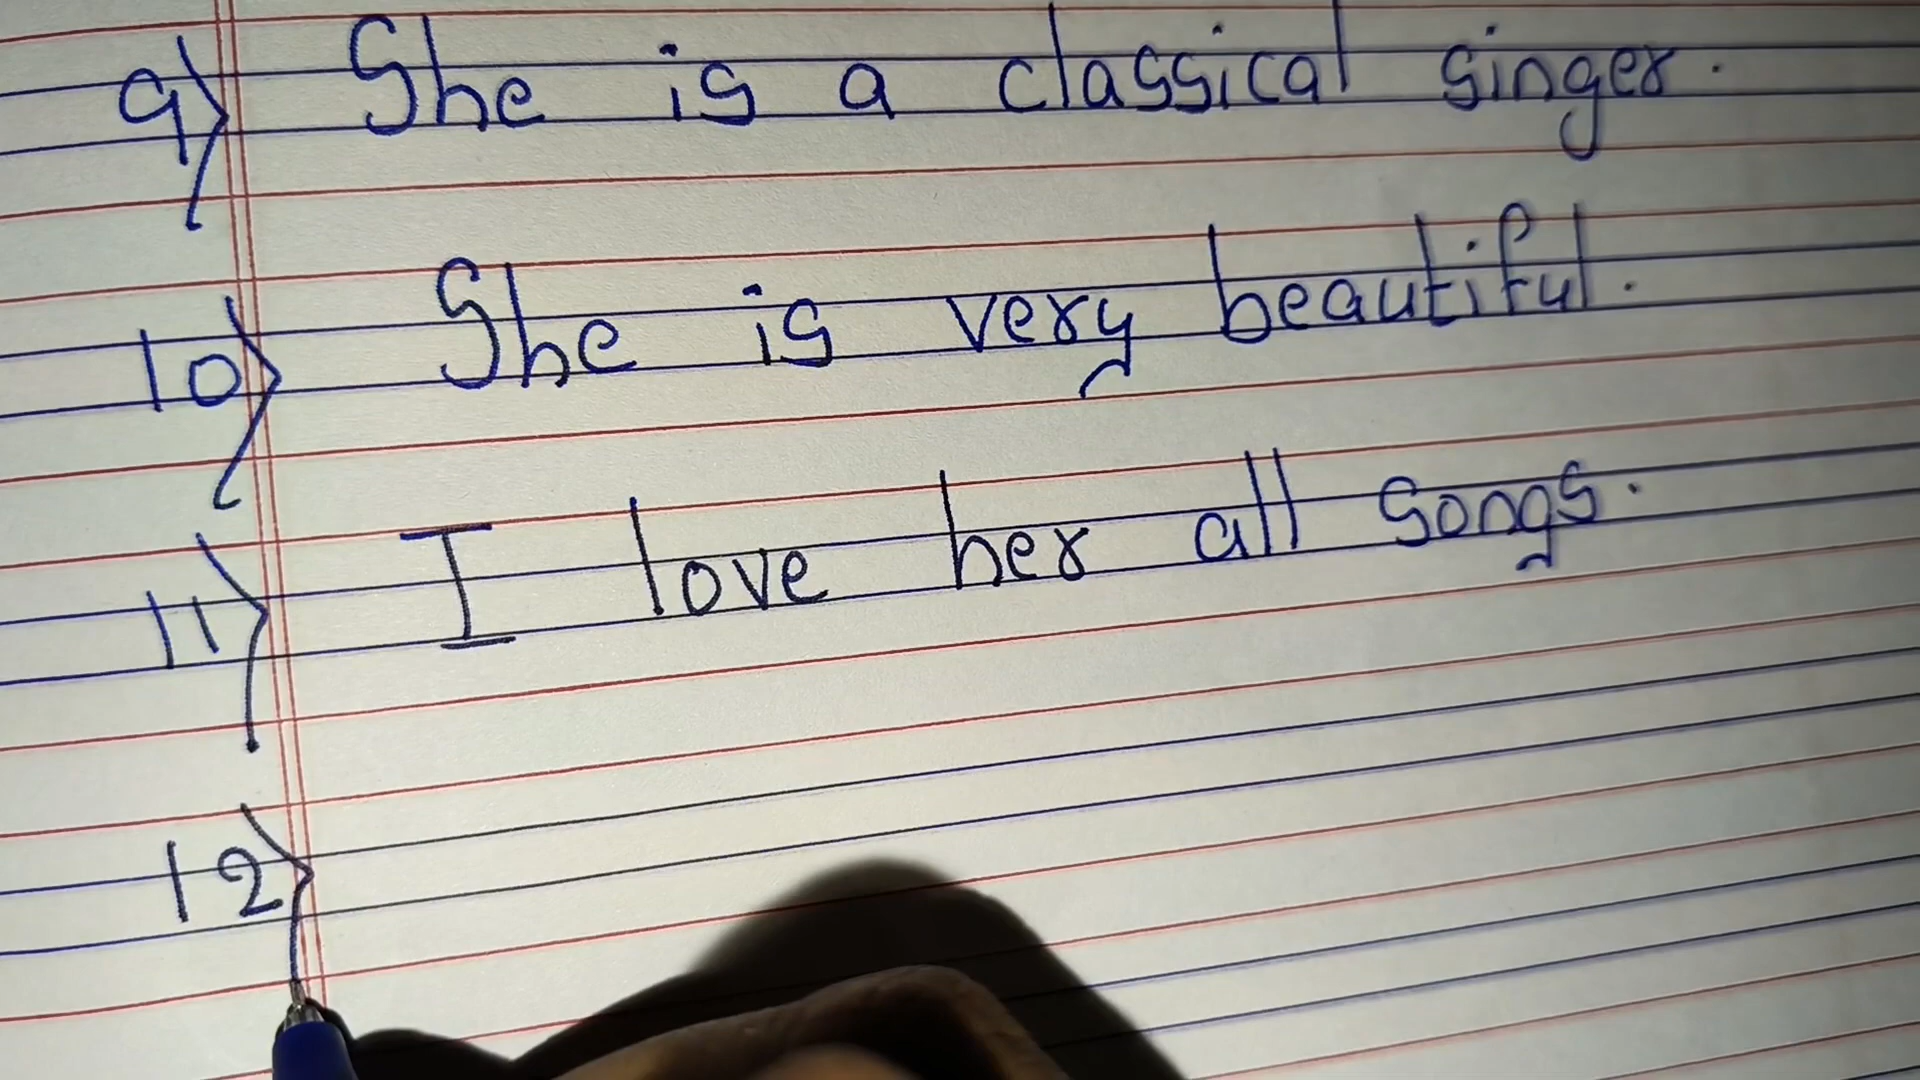 9) She is a classical singer.
10) She is very beautiful.
11) I love her all songs.
12)